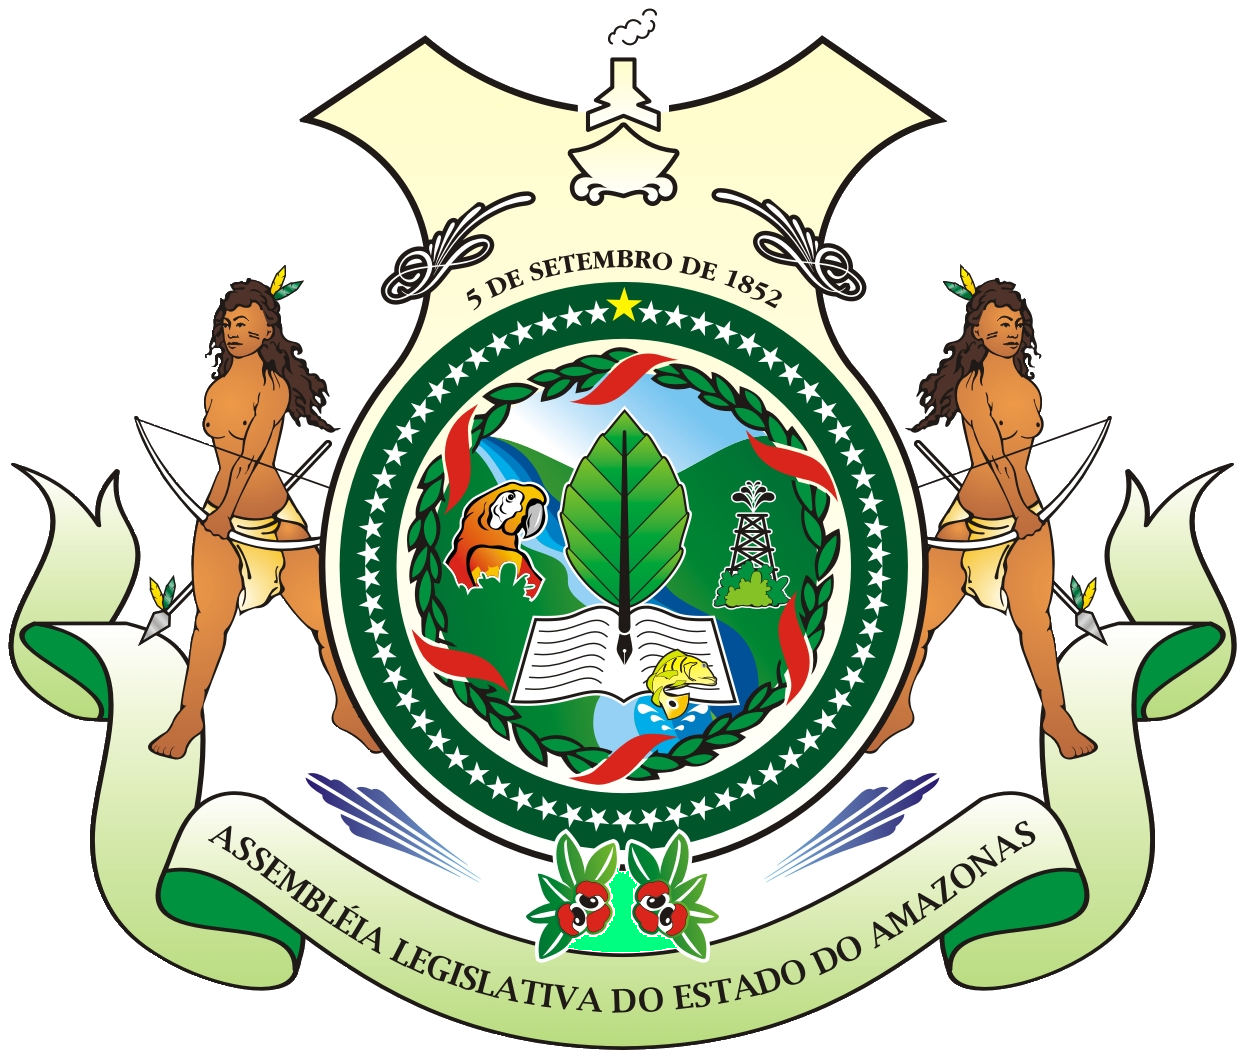 5 DE SETEMBRO DE 1852
ASSEMBLÉIA LEGISLATIVA DO ESTADO DO AMAZONAS